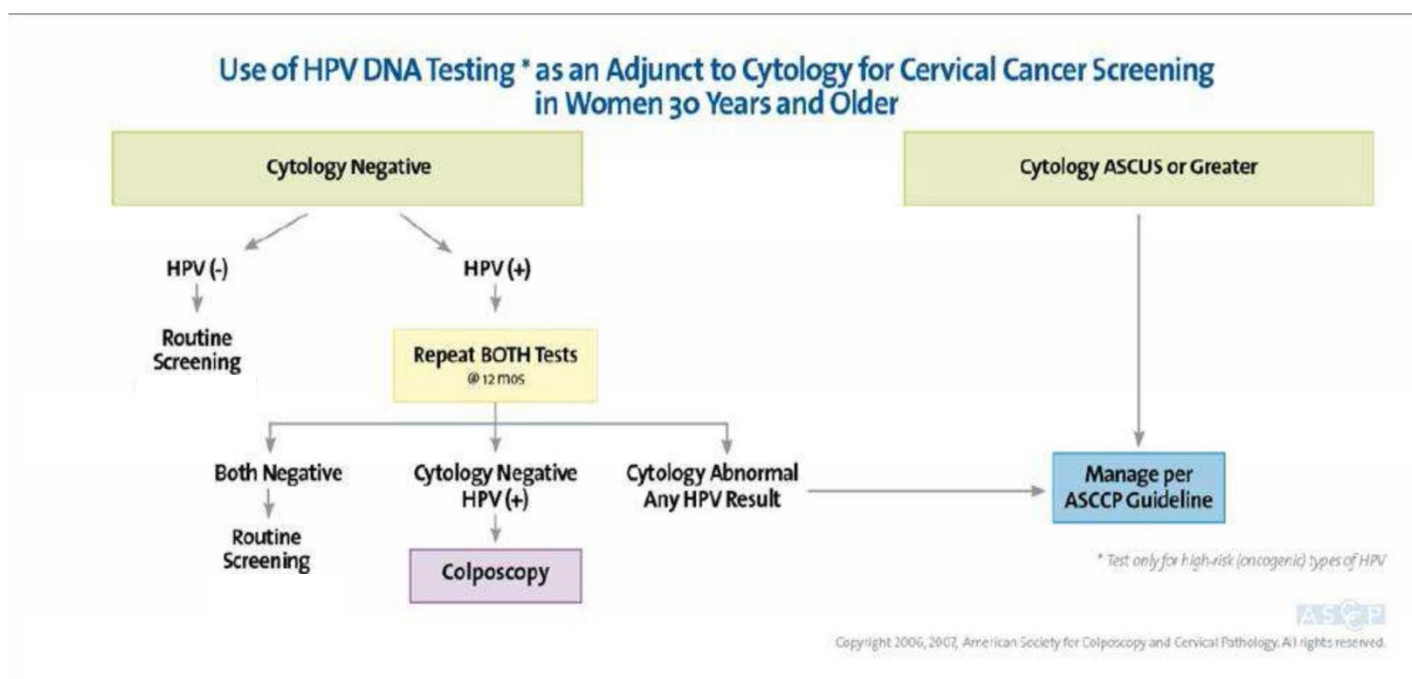 Use of HPV DNA Testing * as an Adjunct to Cytology for Cervical Cancer Screening
in Women 30 Years and Older
Cytology Negative
Cytology ASCUS or Greater
HPV (-)
HPV (+)
Routine
Screening
Repeat BOTH Tests
@ 12 mos
Both Negative
Cytology Negative
HPV (+)
Cytology Abnormal
Any HPV Result
Manage per
ASCCP Guideline
Routine
Screening
Colposcopy
* Test only for high-risk (oncogenic) types of HPV
ASCCP
Copyright 2006, 2007, American Society for Colposcopy and Cervical Pathology. All rights reserved.